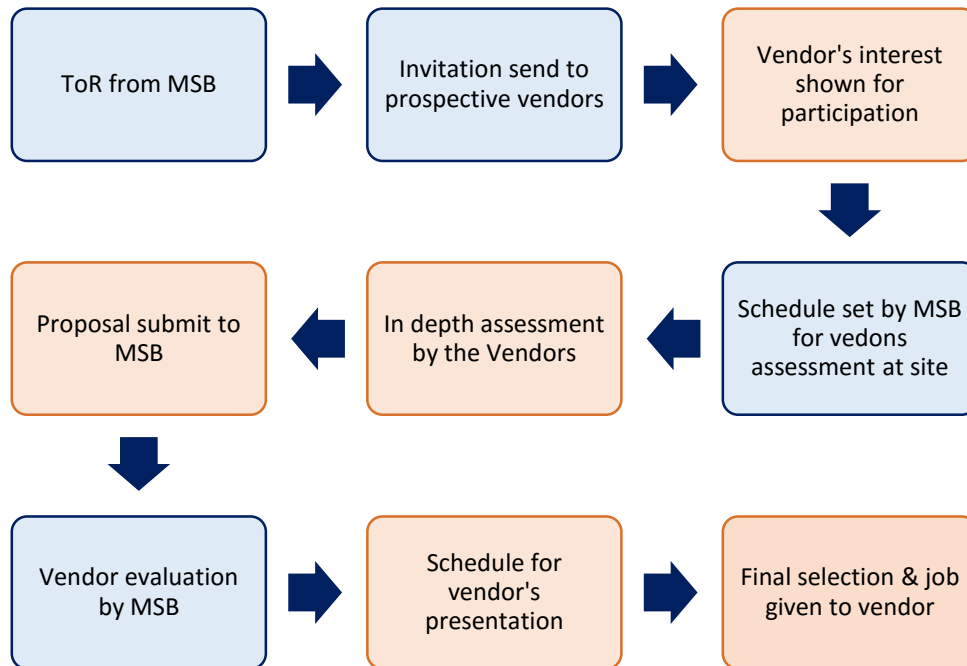 ToR from MSB
Invitation send to
prospective vendors
Vendor's interest
shown for
participation
Schedule set by MSB
for vedons
assessment at site
In depth assessment
by the Vendors
Proposal submit to
MSB
Vendor evaluation
by MSB
Schedule for
vendor's
presentation
Final selection & job
given to vendor